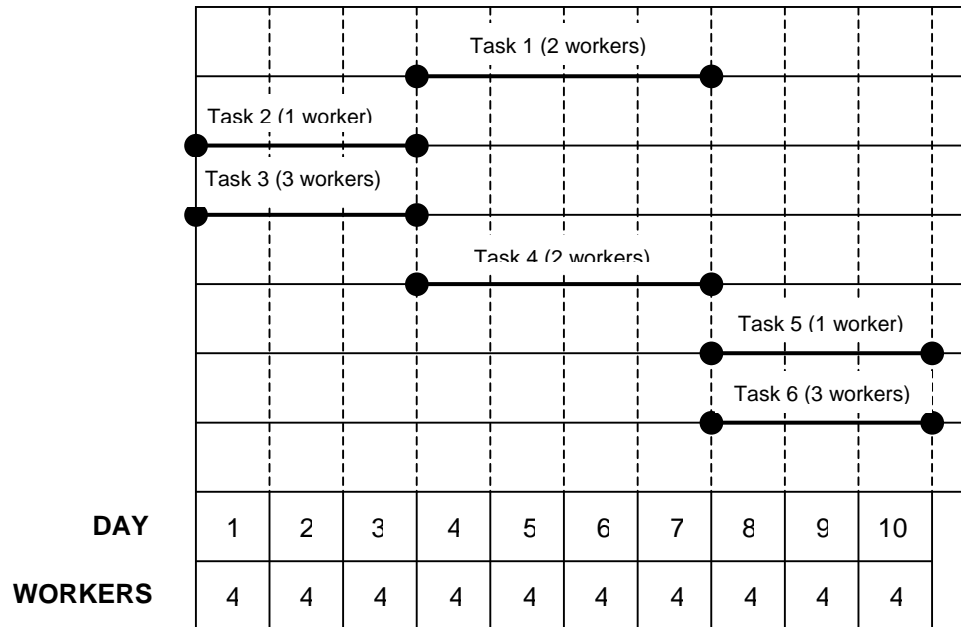 Task 1 (2 workers)
Task 2 (1 worker)
Task 3 (3 workers)
Task 4 (2 workers)
Task 5 (1 worker)
Task 6 (3 workers)
DAY 1 2 3 4 5 6 7 8 9 10
WORKERS 4 4 4 4 4 4 4 4 4 4